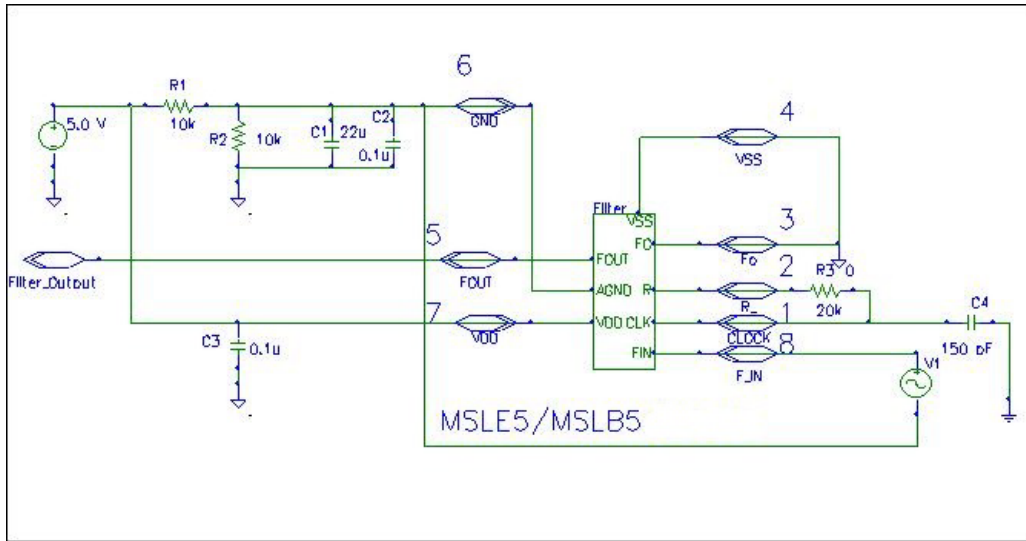 6
R1
10k
5.0 V
R2
10k
C1
22u
C2
0.1u
GND
4
VSS
Filter
VSS
3
FO
Fo
5
FOUT
FOUT
Filter_Output
2
R3
0
AGND
R
R_
20k
7
VDD
VDD
CLK
1
CLOCK
C4
150 pF
C3
0.1u
FIN
8
F_IN
V1
MSLE5/MSLB5